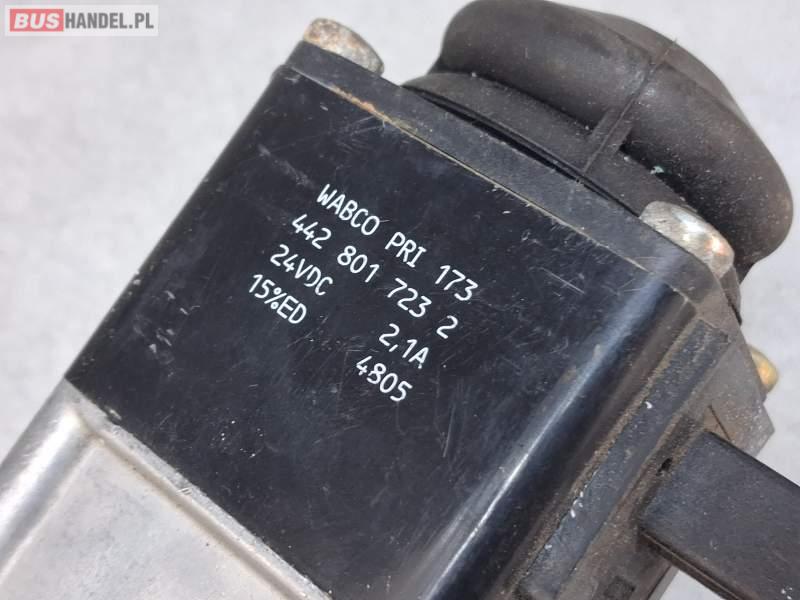 BUSHANDEL.PL
WABCO PRI 173
442 801 723 2
24VDC 2,1A
15%ED 4805